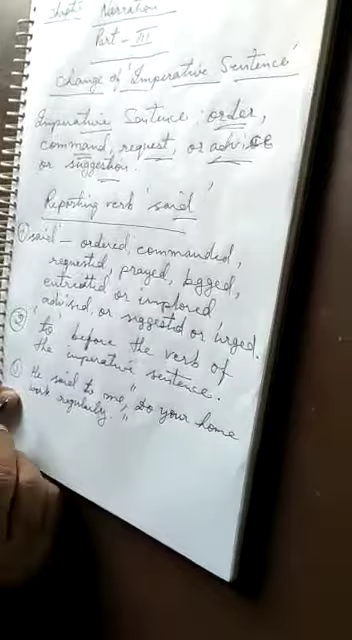 Narration
Part - III
Change of 'Imperative Sentence'
Imperative Sentence : order,
command, request, or advice
or suggestion.
Reporting verb 'said'
① said' — ordered, commanded,
requested, prayed, begged,
entreated or implored
advised, or suggested or urged.
② 'to before the verb of
the imperative sentence.
① He said to me, "Do your home
work regularly."